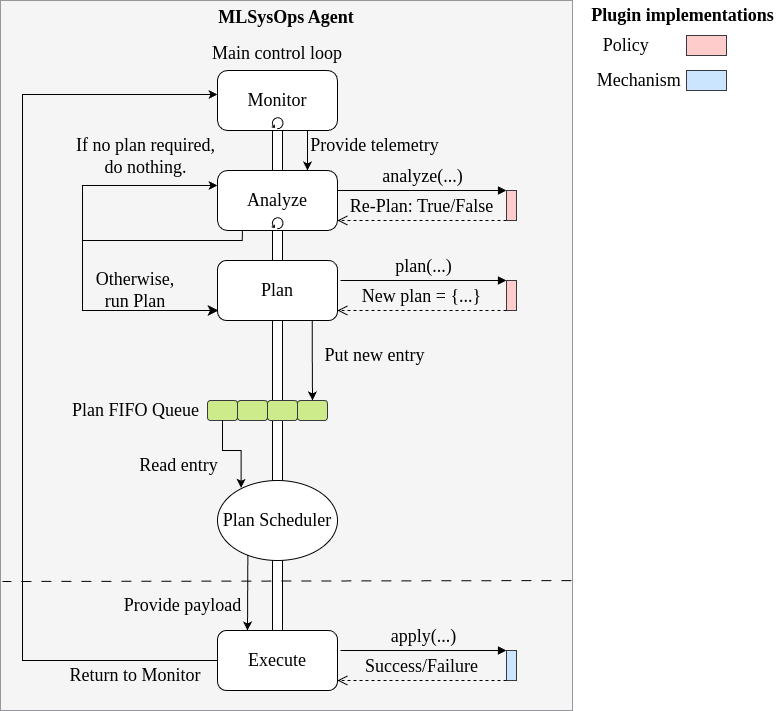 MLSysOps Agent
Plugin implementations
Policy
Mechanism
Main control loop
Monitor
If no plan required,
do nothing.
Provide telemetry
Analyze
analyze(...)
Re-Plan: True/False
Otherwise,
run Plan
Plan
plan(...)
New plan = {...}
Put new entry
Plan FIFO Queue
Read entry
Plan Scheduler
Provide payload
Execute
apply(...)
Success/Failure
Return to Monitor